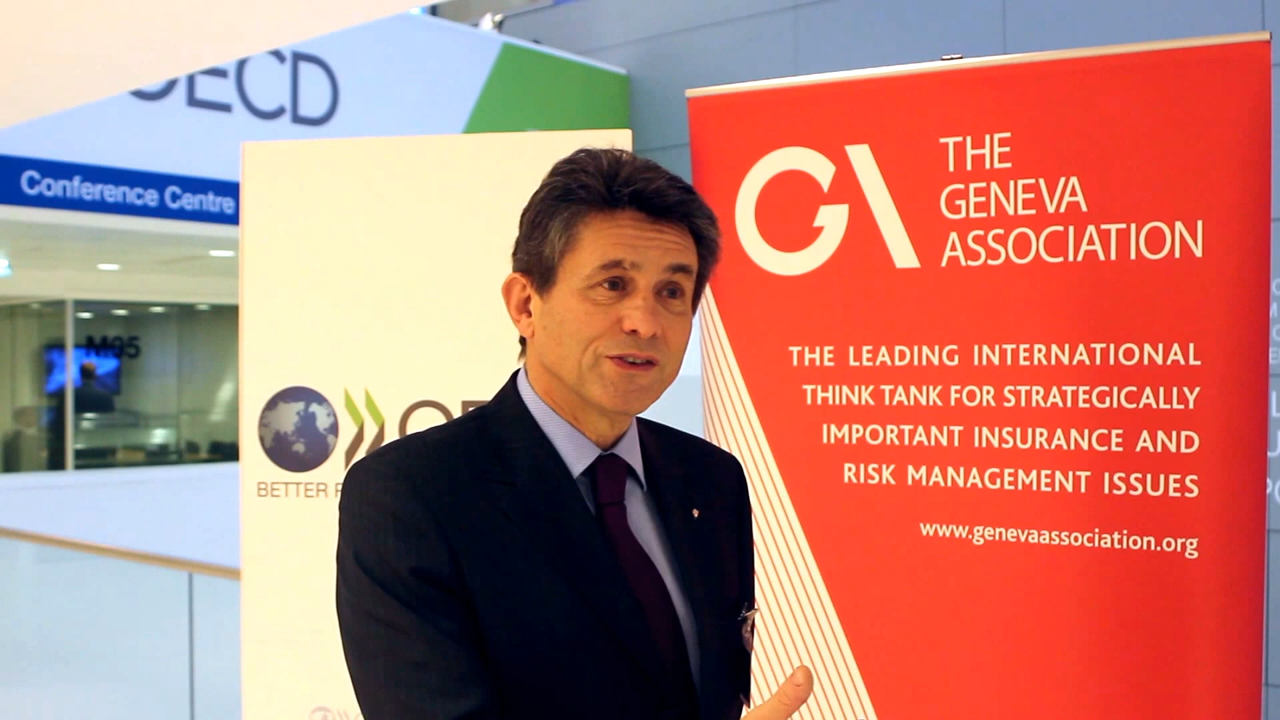 OECD
Conference Centre
M95
BETTER
GA
THE
GENEVA
ASSOCIATION
THE LEADING INTERNATIONAL
THINK TANK FOR STRATEGICALLY
IMPORTANT INSURANCE AND
RISK MANAGEMENT ISSUES
www.genevaassociation.org